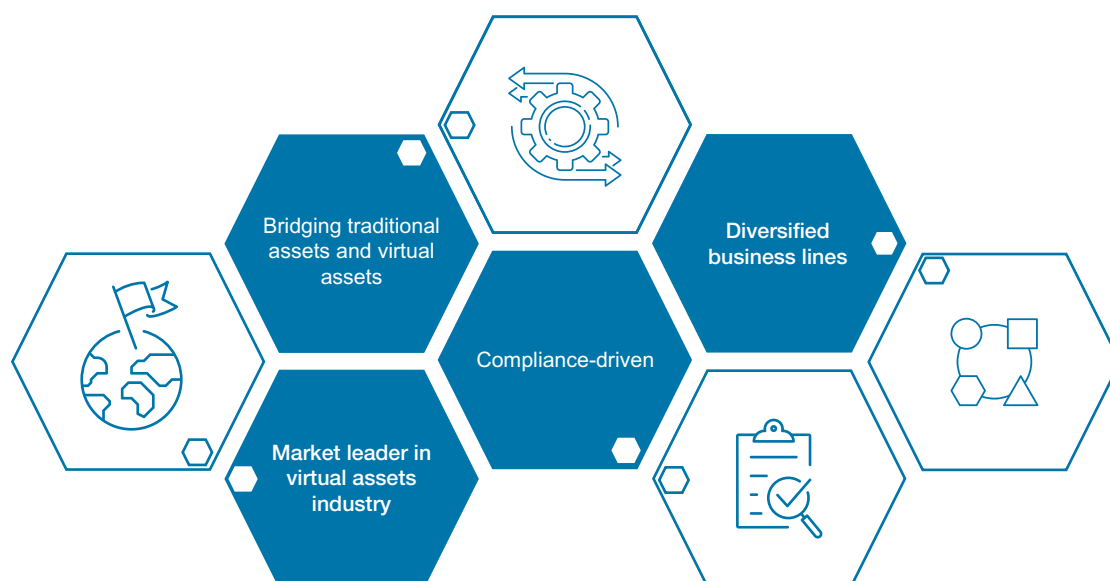 Bridging traditional
assets and virtual
assets
Diversified
business lines
Compliance-driven
Market leader in
virtual assets
industry